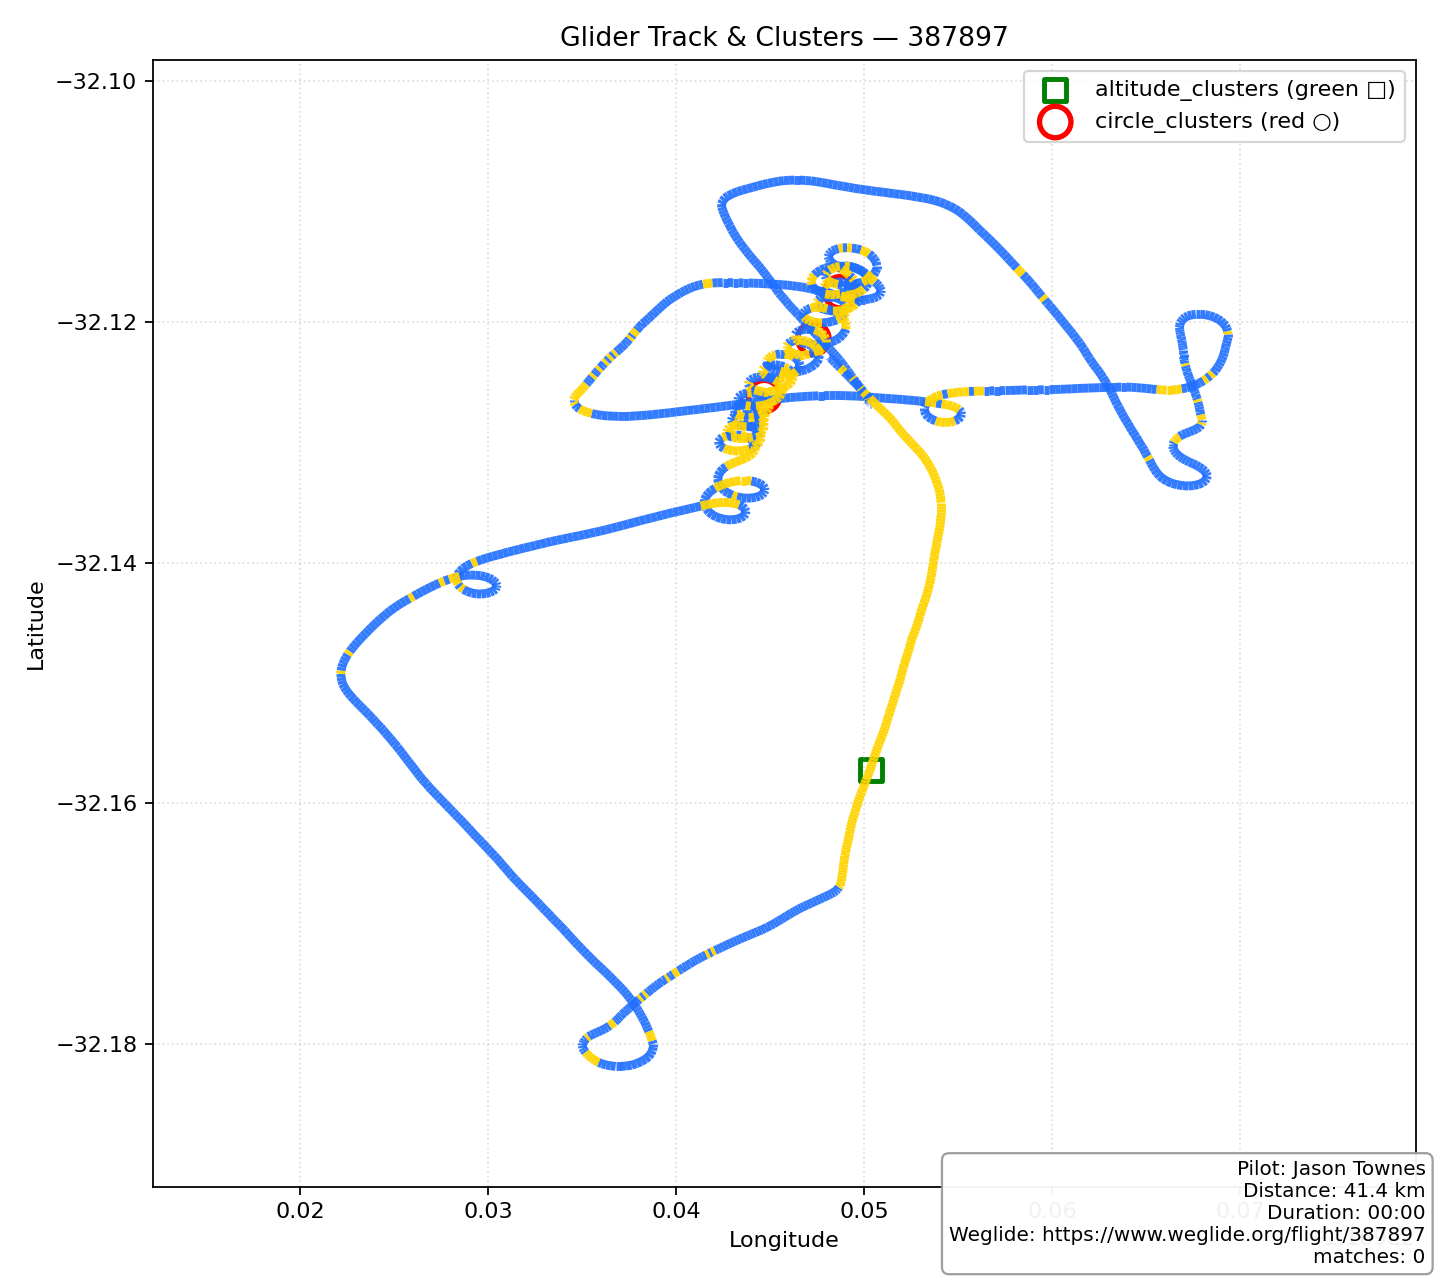 Glider Track & Clusters — 387897
altitude_clusters (green □)
circle_clusters (red ○)
−32.10
−32.12
−32.14
−32.16
−32.18
Latitude
0.02
0.03
0.04
0.05
0.06
0.07
Longitude
Pilot: Jason Townes
Distance: 41.4 km
Duration: 00:00
Weglide: https://www.weglide.org/flight/387897
matches: 0